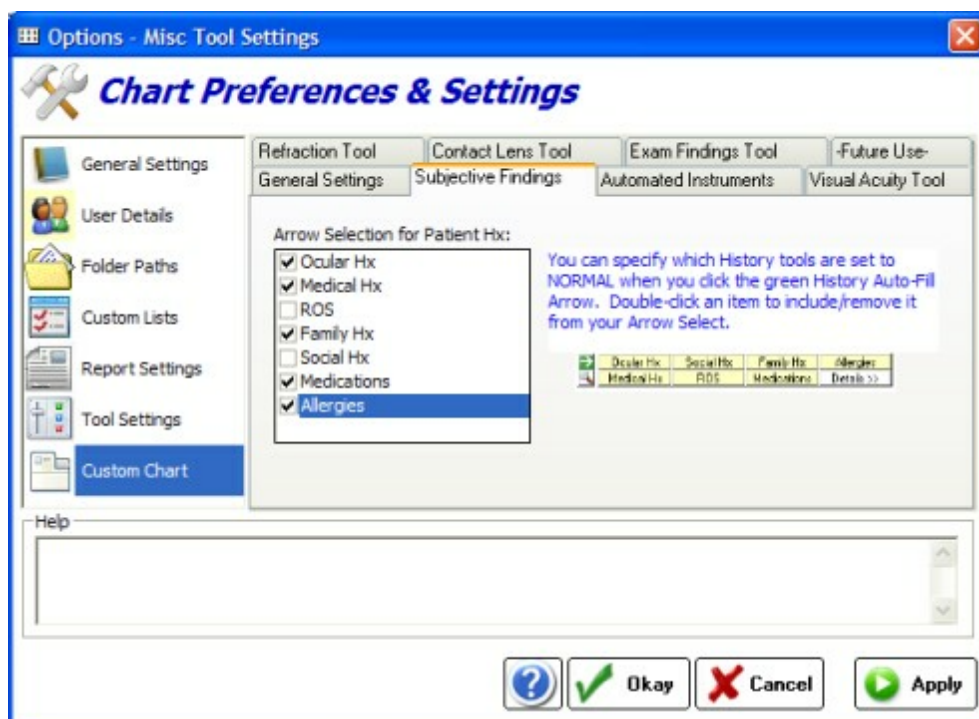 Options - Misc Tool Settings
Chart Preferences & Settings
General Settings
User Details
Folder Paths
Custom Lists
Report Settings
Tool Settings
Custom Chart
Refraction Tool Contact Lens Tool Exam Findings Tool -Future Use-
General Settings Subjective Findings Automated Instruments Visual Acuity Tool
Arrow Selection for Patient Hx:
Ocular Hx
Medical Hx
ROS
Family Hx
Social Hx
Medications
Allergies
You can specify which History tools are set to
NORMAL when you click the green History Auto-Fill
Arrow. Double-click an item to include/remove it
from your Arrow Select.
Ocular Hx Social Hx Family Hx Allergies
Medical Hx ROS Medications Details >>
Help
? Okay Cancel Apply